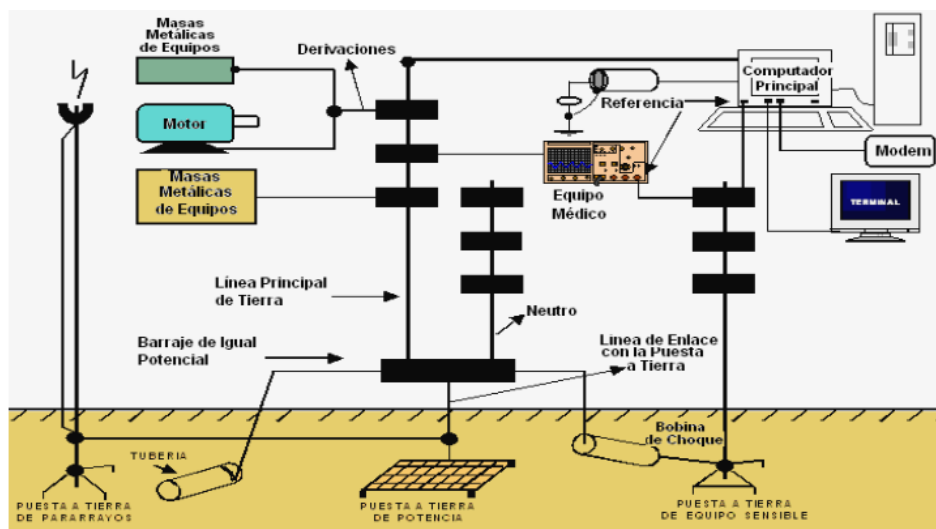 Masas
Metálicas
de Equipos
Derivaciones
Motor
Masas
Metálicas
de Equipos
Computador
Principal
Referencia
Modem
TERMINAL
Equipo
Médico
Línea Principal
de Tierra
Neutro
Barraje de Igual
Potencial
Línea de Enlace
con la Puesta
a Tierra
Bobina
de Choque
TUBERIA
PUESTA A TIERRA
DE PARARRAYOS
PUESTA A TIERRA
DE POTENCIA
PUESTA A TIERRA
DE EQUIPO SENSIBLE